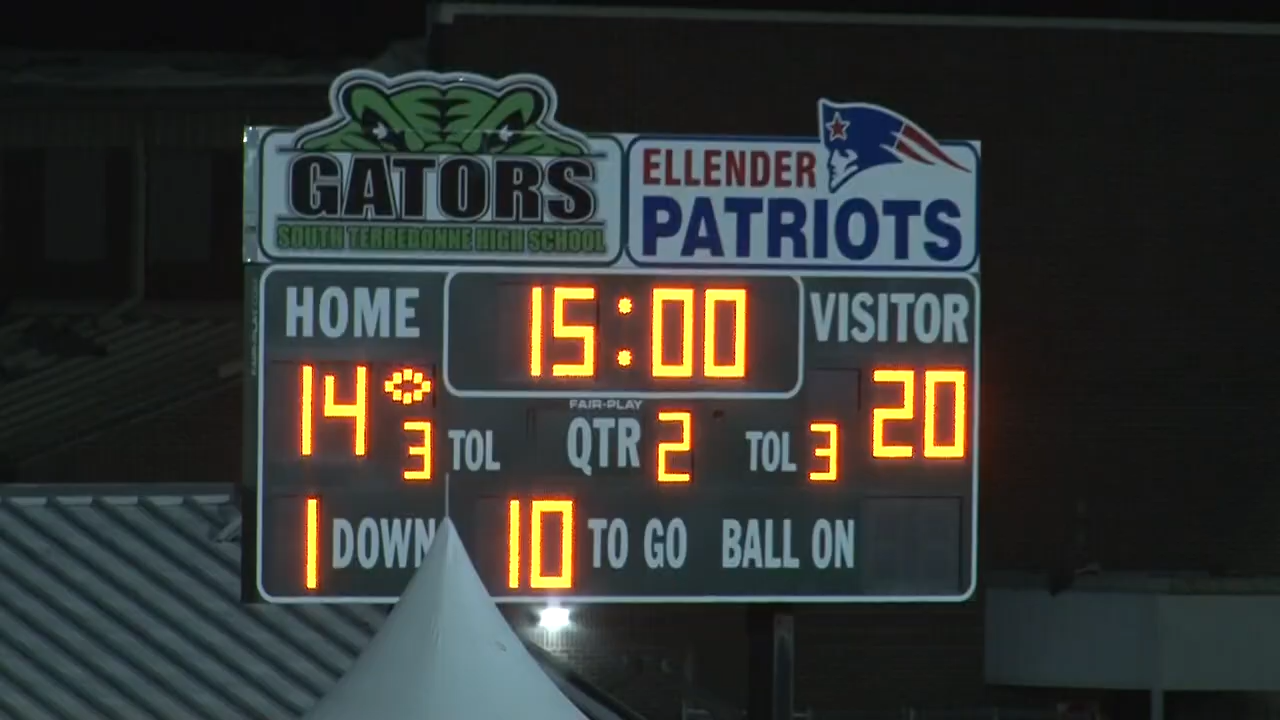 GATORS
SOUTH TERREBONNE HIGH SCHOOL
ELLENDER
PATRIOTS
HOME
15:00
VISITOR
14
20
FAIR-PLAY
3 TOL
QTR 2
TOL 3
1 DOWN
10 TO GO
BALL ON